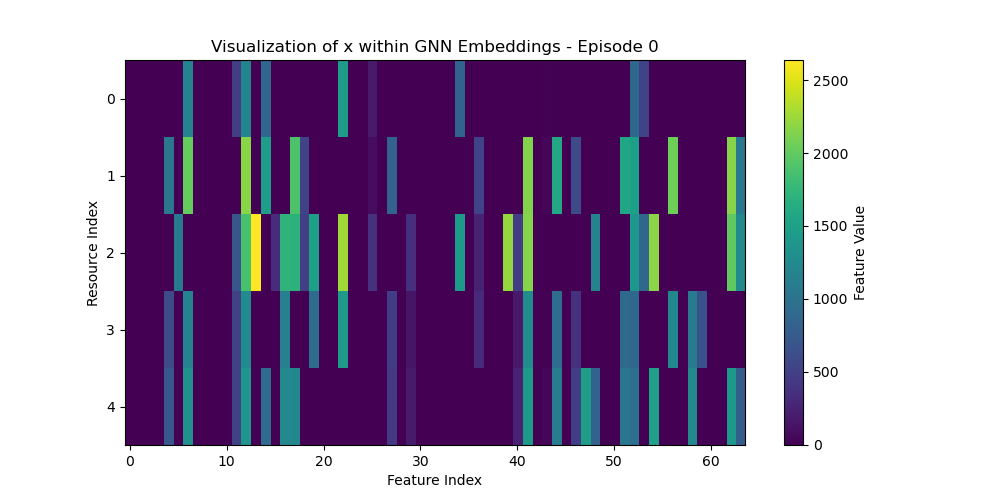 Visualization of x within GNN Embeddings - Episode 0
Resource Index
0
1
2
3
4
0 10 20 30 40 50 60
Feature Index
2500
2000
1500
1000
500
0
Feature Value